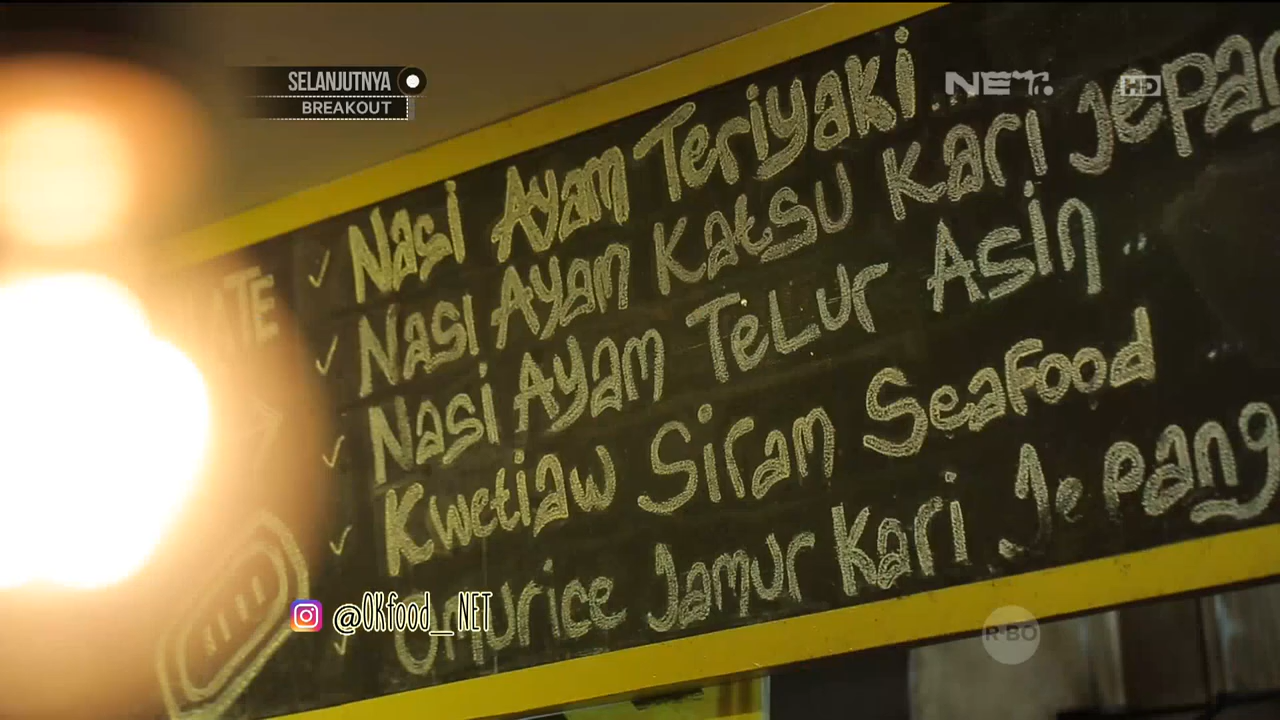 SELANJUTNYA
BREAKOUT
NET.
HD
Nasi Ayam Teriyaki...
Nasi Ayam Katsu Kari Jepang
Nasi Ayam Telur Asin ..
Kwetiaw Siram Seafood
Omurice Jamur Kari Jepang
@OKfood_NET
R-BO